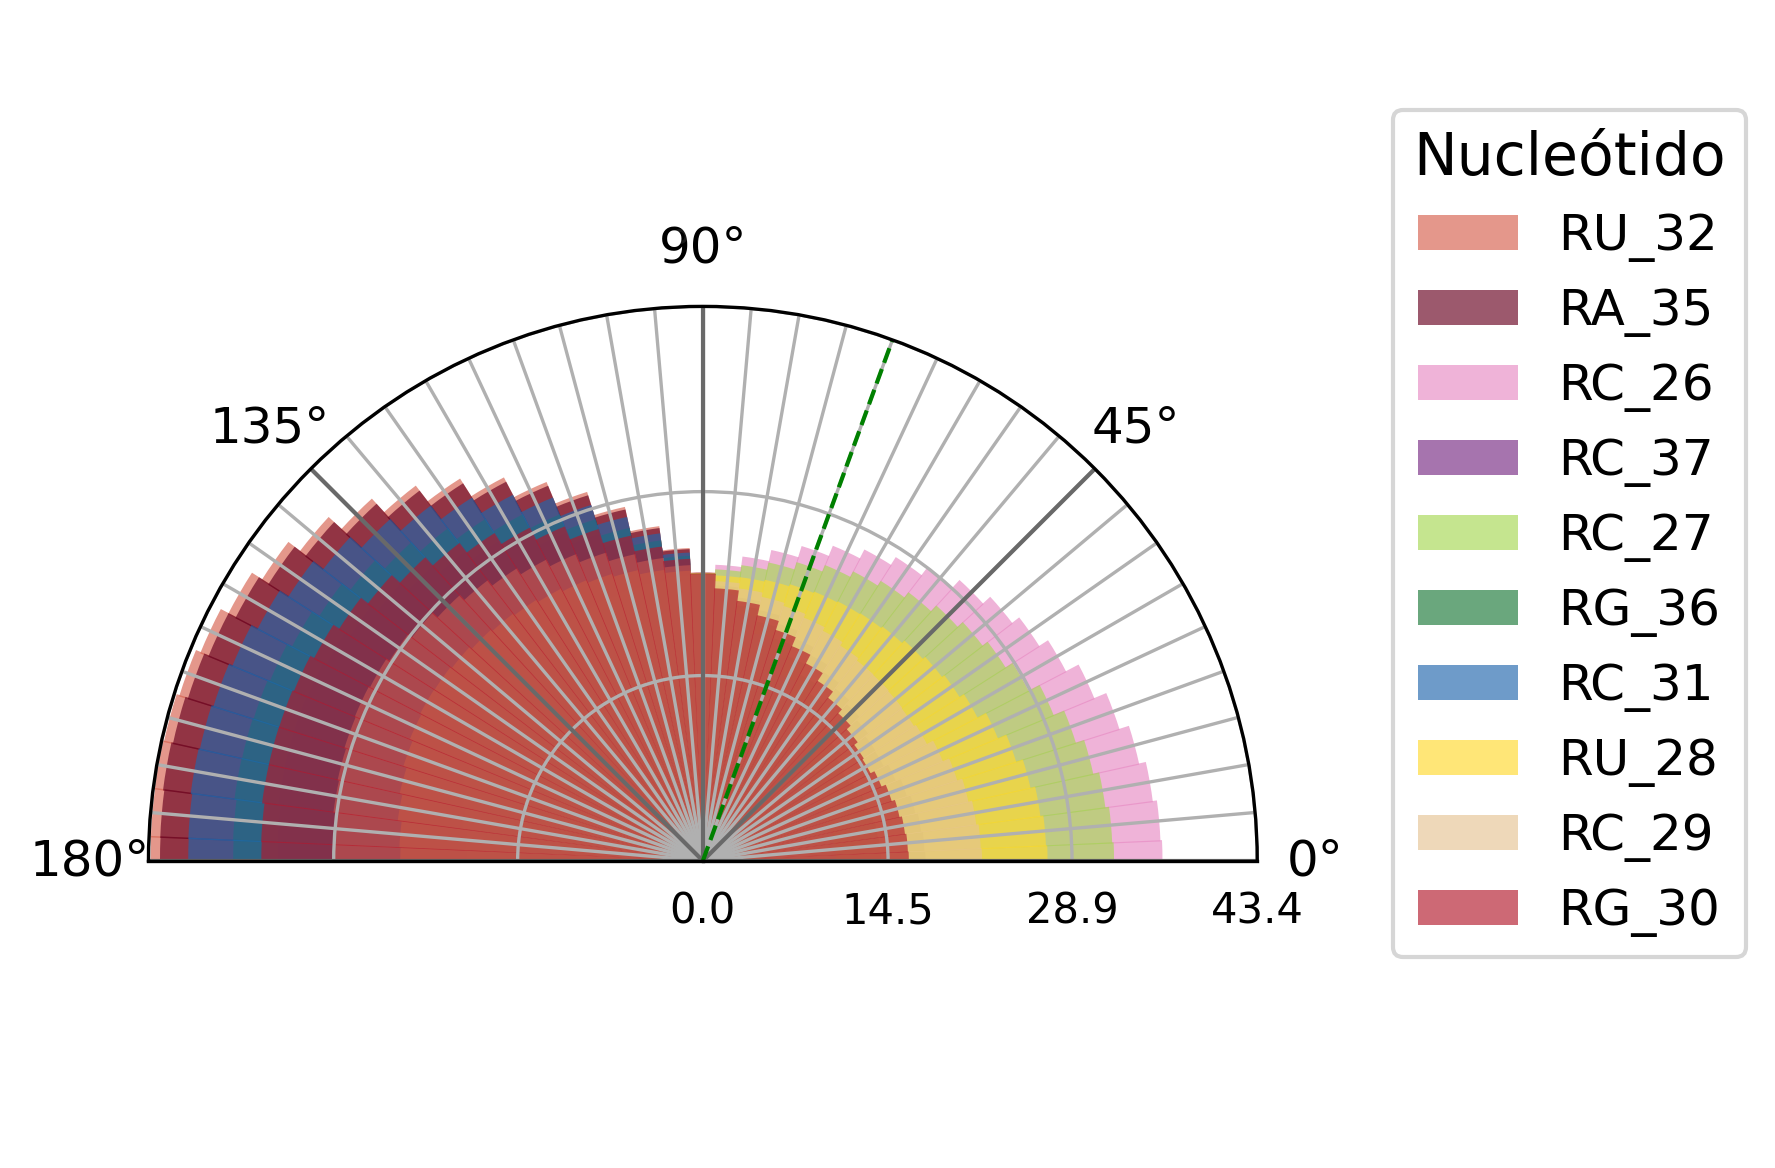 90°
135°
45°
180°
0°
0.0
14.5
28.9
43.4
Nucleótido
RU_32
RA_35
RC_26
RC_37
RC_27
RG_36
RC_31
RU_28
RC_29
RG_30